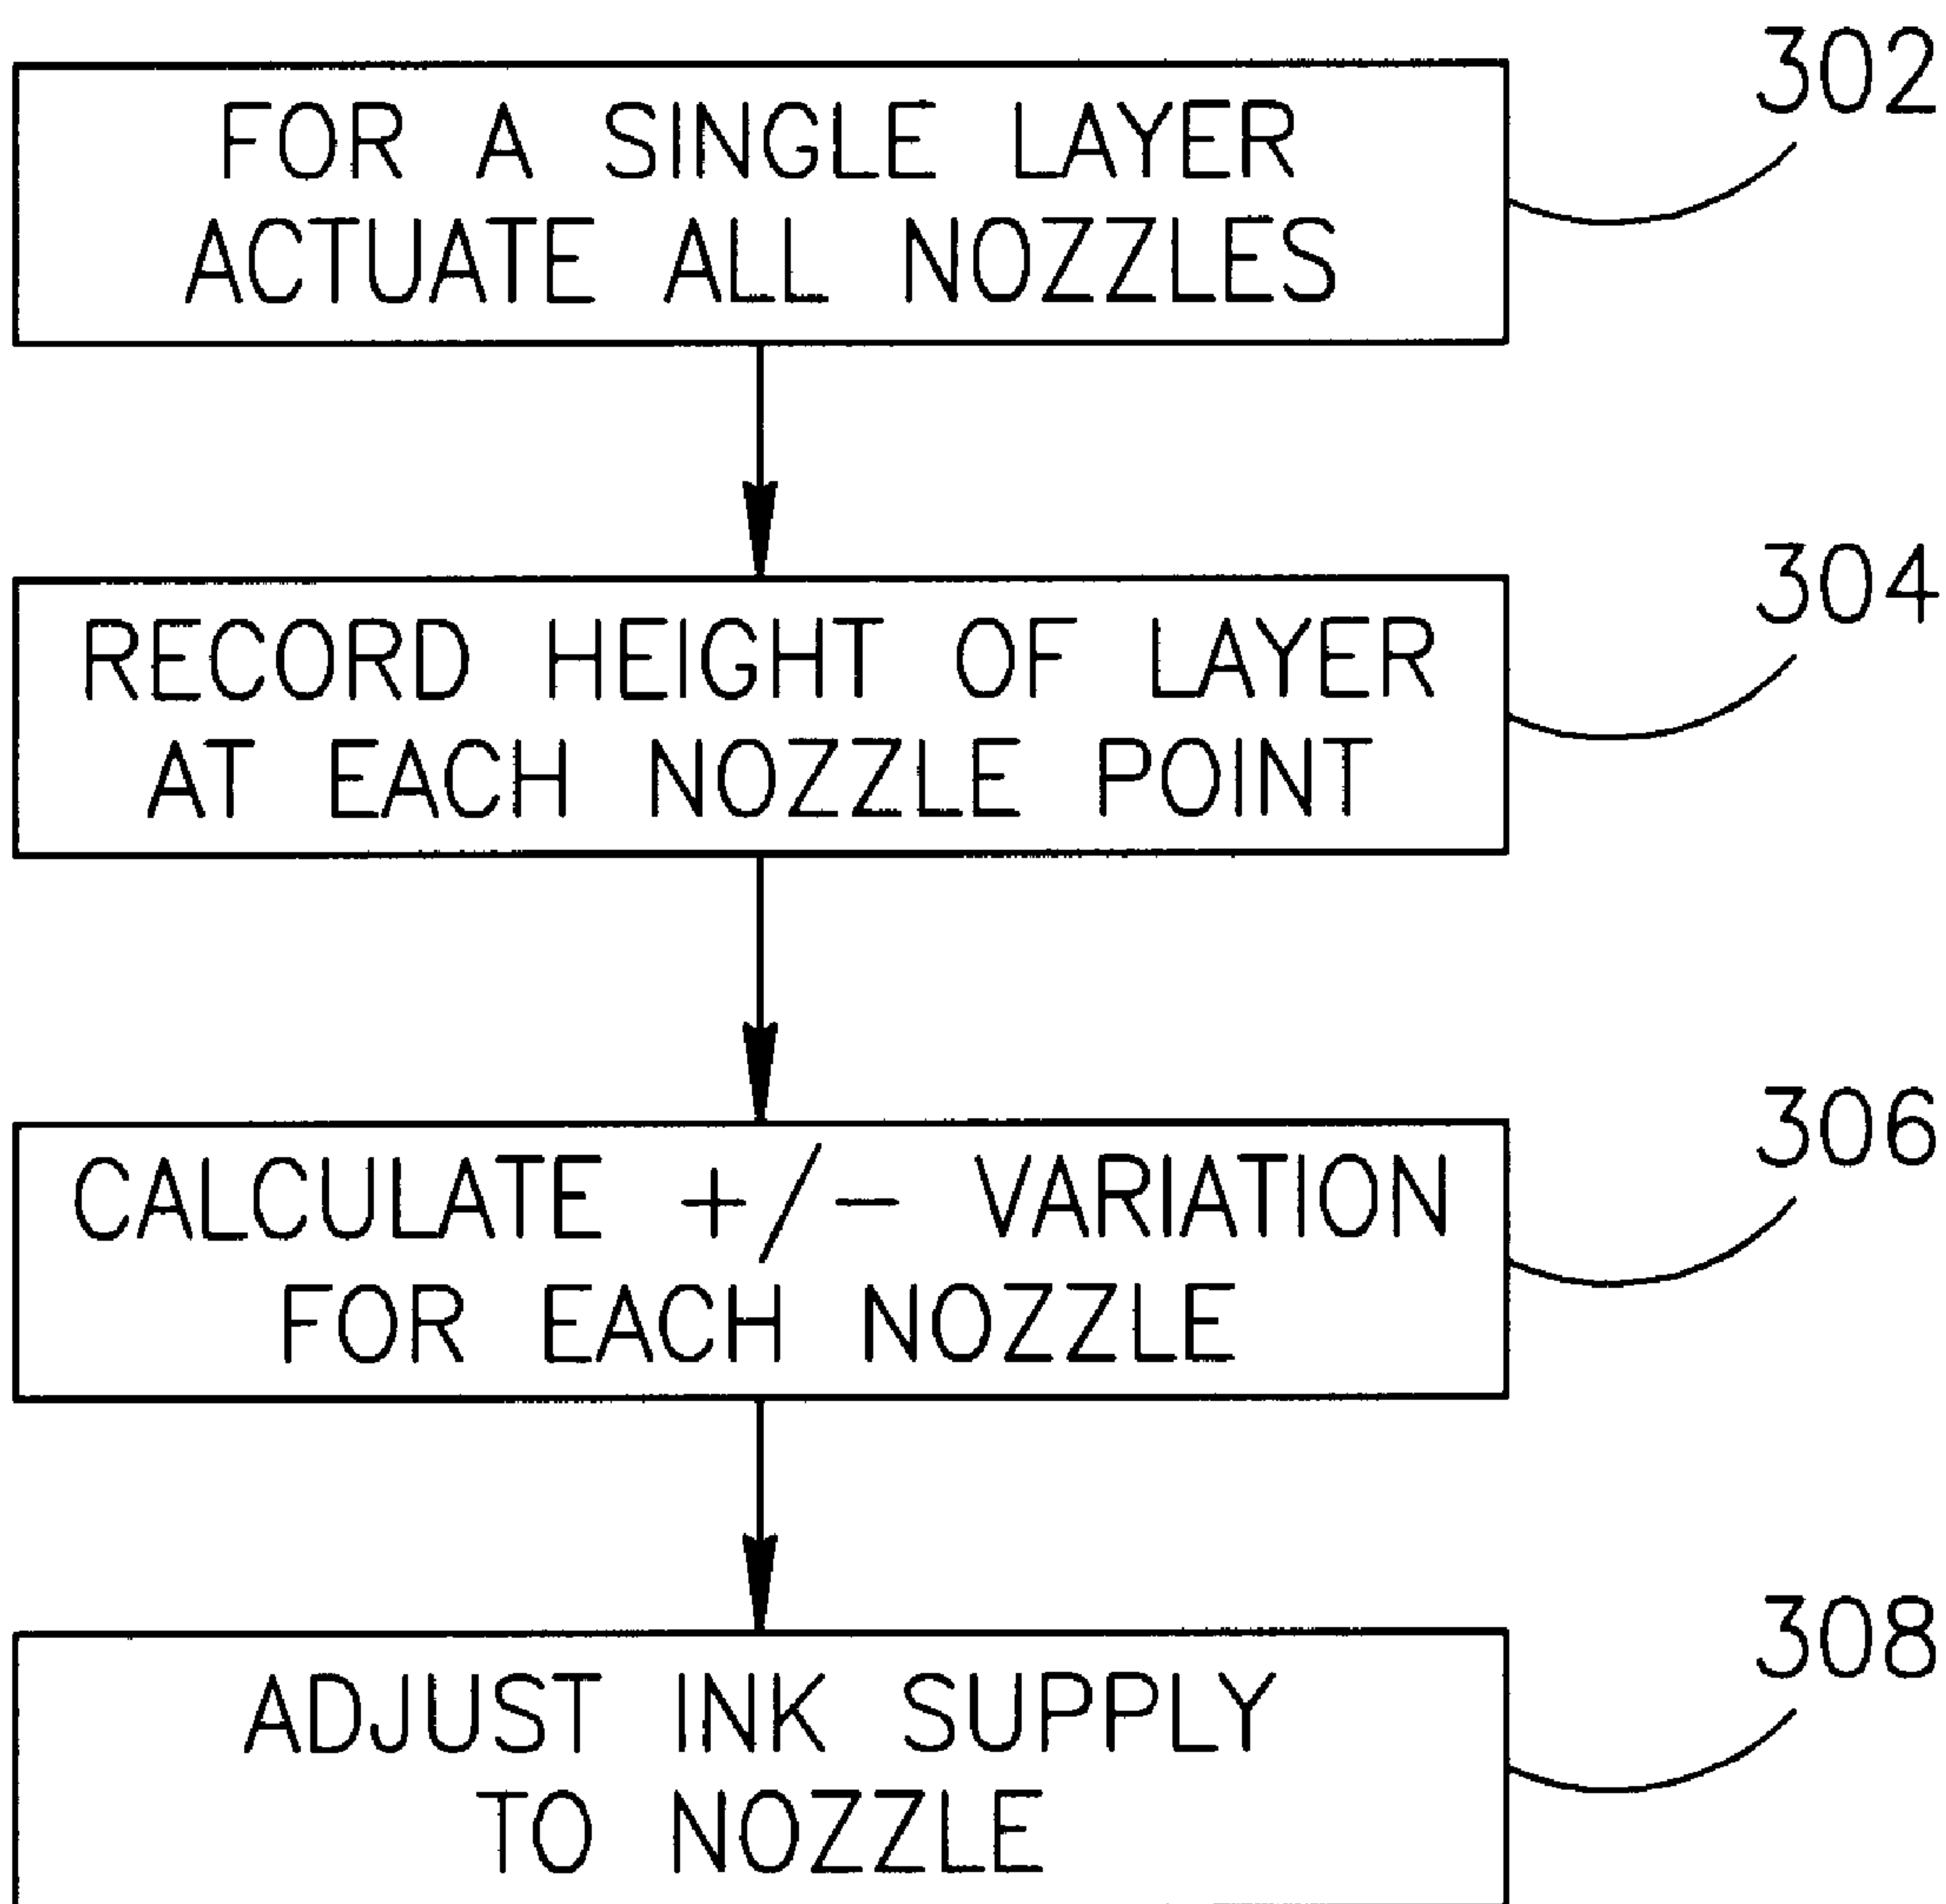 302
FOR A SINGLE LAYER
ACTUATE ALL NOZZLES
304
RECORD HEIGHT OF LAYER
AT EACH NOZZLE POINT
306
CALCULATE +/- VARIATION
FOR EACH NOZZLE
308
ADJUST INK SUPPLY
TO NOZZLE